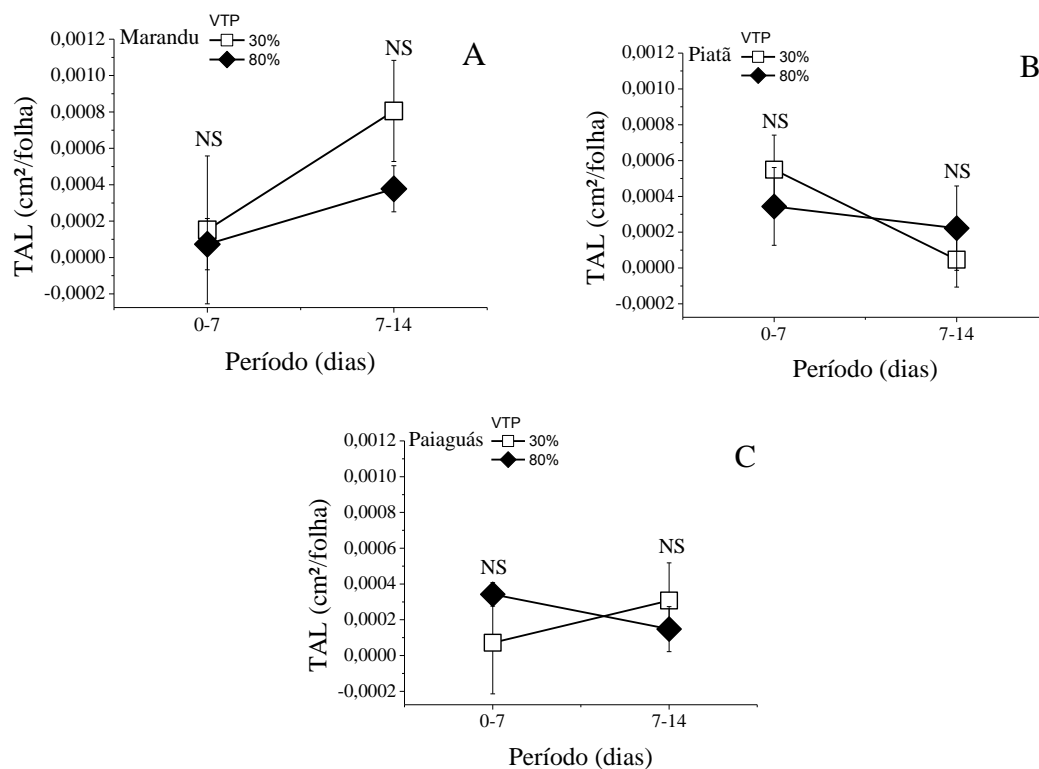 VTP
Marandu
30%
80%
A
NS
NS
0,0012
0,0010
0,0008
0,0006
0,0004
0,0002
0,0000
-0,0002
TAL (cm²/folha)
0-7
7-14
Período (dias)
VTP
Piatã
30%
80%
B
NS
NS
0,0012
0,0010
0,0008
0,0006
0,0004
0,0002
0,0000
-0,0002
TAL (cm²/folha)
0-7
7-14
Período (dias)
VTP
Paiaguás
30%
80%
C
NS
NS
0,0012
0,0010
0,0008
0,0006
0,0004
0,0002
0,0000
-0,0002
TAL (cm²/folha)
0-7
7-14
Período (dias)